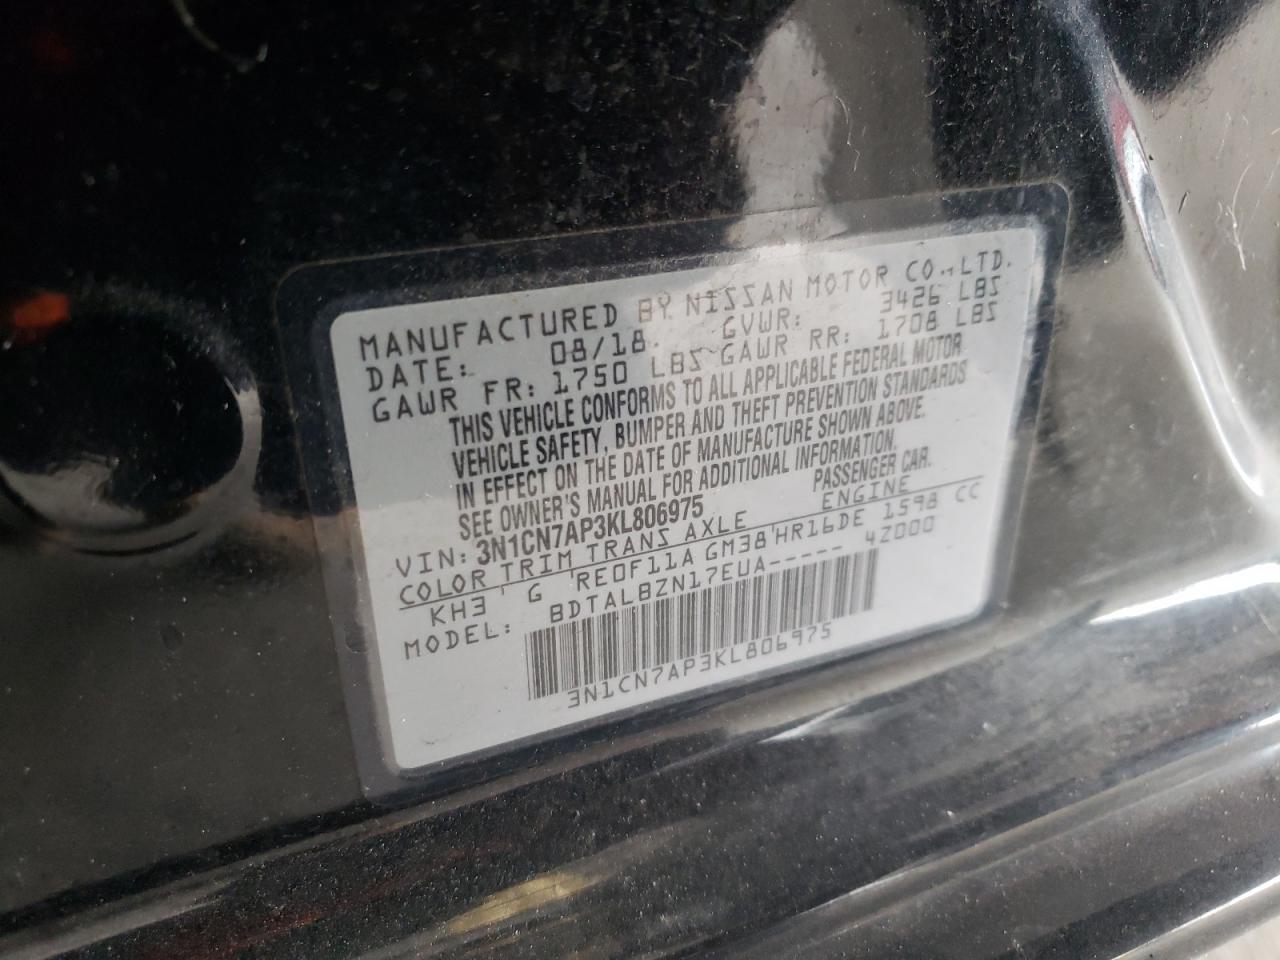 MANUFACTURED BY NISSAN MOTOR CO., LTD.
DATE: 08/18 GVWR: 3426 LBS
GAWR FR: 1750 LBS GAWR RR: 1708 LBS
THIS VEHICLE CONFORMS TO ALL APPLICABLE FEDERAL MOTOR
VEHICLE SAFETY, BUMPER AND THEFT PREVENTION STANDARDS
IN EFFECT ON THE DATE OF MANUFACTURE SHOWN ABOVE.
SEE OWNER'S MANUAL FOR ADDITIONAL INFORMATION.
VIN: 3N1CN7AP3KL806975 PASSENGER CAR.
COLOR TRIM TRANS AXLE ENGINE
KH3 G RE0F11A GM38 HR16DE 1598 CC
MODEL: BDTALBZN17EUA----- 4Z000
3N1CN7AP3KL806975